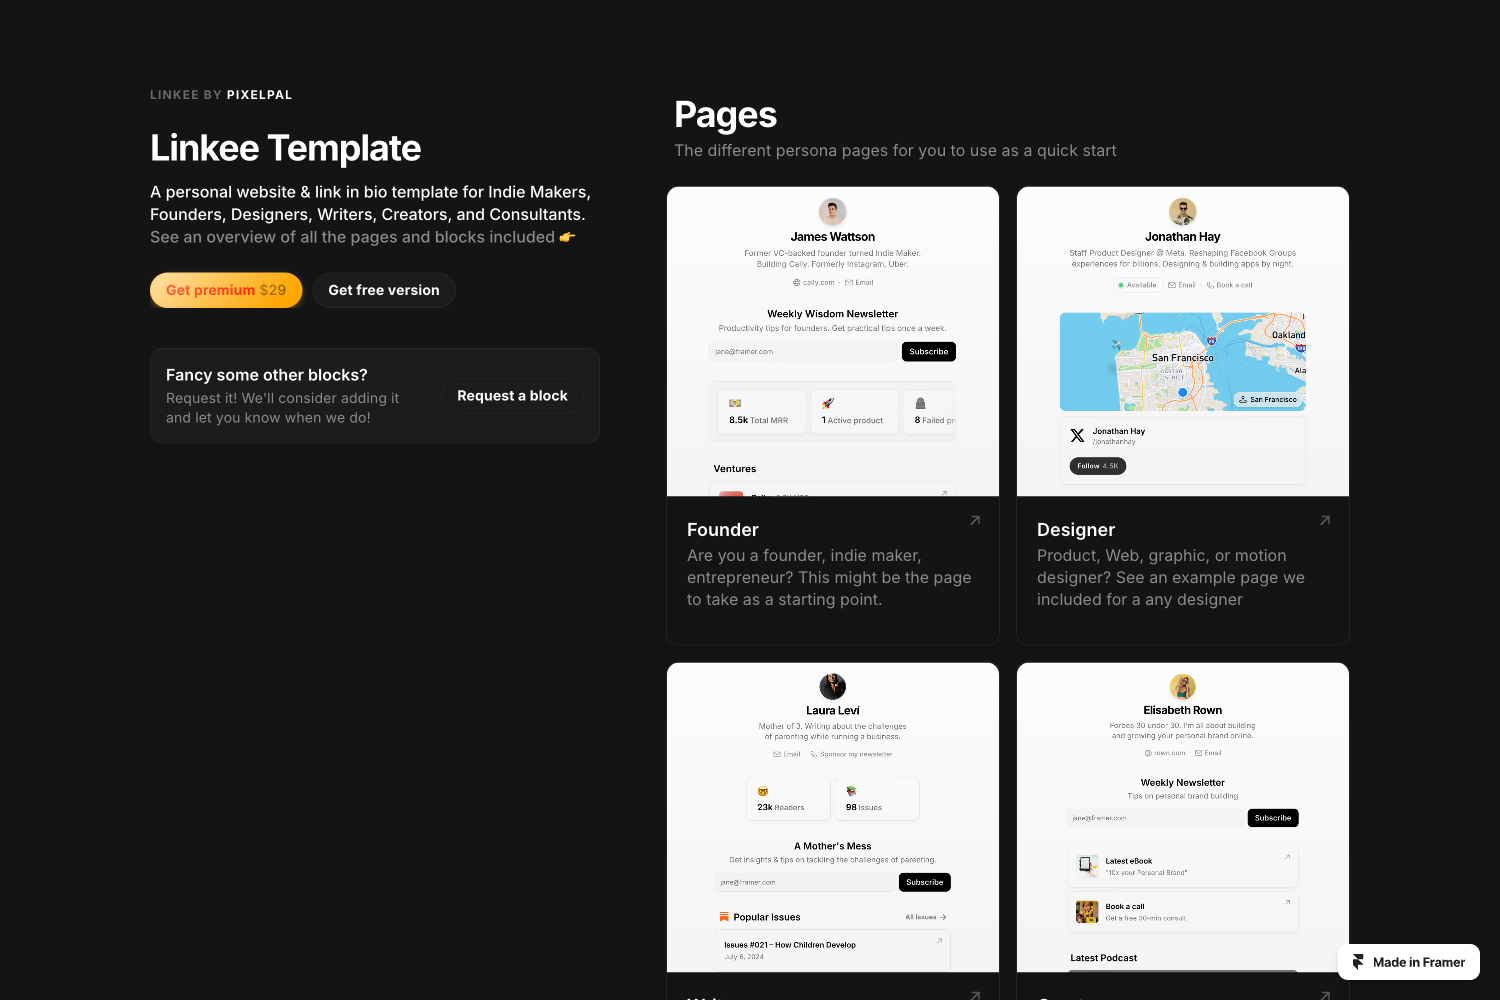 LINKEE BY PIXELPAL
Linkee Template
A personal website & link in bio template for Indie Makers,
Founders, Designers, Writers, Creators, and Consultants.
See an overview of all the pages and blocks included 👉
Get premium $29
Get free version
Fancy some other blocks?
Request it! We'll consider adding it
and let you know when we do!
Request a block
Pages
The different persona pages for you to use as a quick start
James Wattson
Former VC-backed founder turned Indie Maker.
Building Cally. Formerly Instagram, Uber.
cally.com · Email
Weekly Wisdom Newsletter
Productivity tips for founders. Get practical tips once a week.
jane@framer.com
Subscribe
8.5k Total MRR
1 Active product
8 Failed pr
Ventures
Founder
Are you a founder, indie maker,
entrepreneur? This might be the page
to take as a starting point.
Jonathan Hay
Staff Product Designer @ Meta. Reshaping Facebook Groups
experiences for billions. Designing & building apps by night.
Available
Email · Book a call
Oakland
San Francisco
CASTRO
STREET
Ala
San Francisco
Jonathan Hay
/jonathanhay
Follow 4.5K
Designer
Product, Web, graphic, or motion
designer? See an example page we
included for a any designer
Laura Leví
Mother of 3. Writing about the challenges
of parenting while running a business.
Email · Sponsor my newsletter
23k Readers
98 Issues
A Mother's Mess
Get insights & tips on tackling the challenges of parenting.
jane@framer.com
Subscribe
Popular Issues
All Issues →
Issues #021 – How Children Develop
July 6, 2024
Elisabeth Rown
Forbes 30 under 30. I'm all about building
and growing your personal brand online.
rown.com · Email
Weekly Newsletter
Tips on personal brand building
jane@framer.com
Subscribe
Latest eBook
"10x your Personal Brand"
Book a call
Get a free 30-min consult
Latest Podcast
Made in Framer